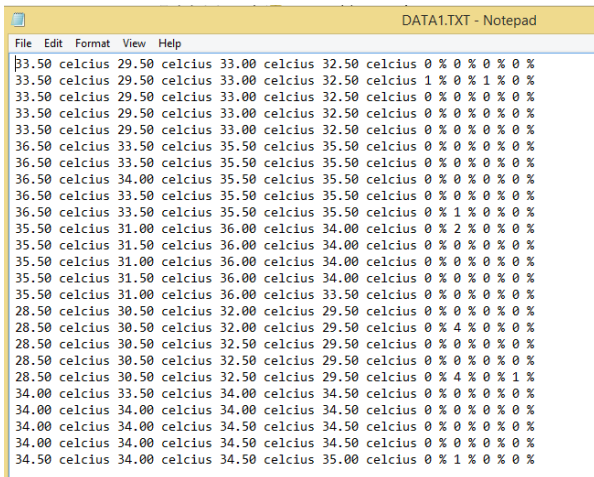 DATA1.TXT - Notepad
File Edit Format View Help
33.50 celcius 29.50 celcius 33.00 celcius 32.50 celcius 0 % 0 % 0 % 0 %
33.50 celcius 29.50 celcius 33.00 celcius 32.50 celcius 1 % 0 % 1 % 0 %
33.50 celcius 29.50 celcius 33.00 celcius 32.50 celcius 0 % 0 % 0 % 0 %
33.50 celcius 29.50 celcius 33.00 celcius 32.50 celcius 0 % 0 % 0 % 0 %
33.50 celcius 29.50 celcius 33.00 celcius 32.50 celcius 0 % 0 % 0 % 0 %
36.50 celcius 33.50 celcius 35.50 celcius 35.50 celcius 0 % 0 % 0 % 0 %
36.50 celcius 33.50 celcius 35.50 celcius 35.50 celcius 0 % 0 % 0 % 0 %
36.50 celcius 34.00 celcius 35.50 celcius 35.50 celcius 0 % 0 % 0 % 0 %
36.50 celcius 33.50 celcius 35.50 celcius 35.50 celcius 0 % 0 % 0 % 0 %
36.50 celcius 33.50 celcius 35.50 celcius 35.50 celcius 0 % 1 % 0 % 0 %
35.50 celcius 31.00 celcius 36.00 celcius 34.00 celcius 0 % 2 % 0 % 0 %
35.50 celcius 31.50 celcius 36.00 celcius 34.00 celcius 0 % 0 % 0 % 0 %
35.50 celcius 31.00 celcius 36.00 celcius 34.00 celcius 0 % 0 % 0 % 0 %
35.50 celcius 31.50 celcius 36.00 celcius 34.00 celcius 0 % 0 % 0 % 0 %
35.50 celcius 31.00 celcius 36.00 celcius 33.50 celcius 0 % 0 % 0 % 0 %
28.50 celcius 30.50 celcius 32.00 celcius 29.50 celcius 0 % 0 % 0 % 0 %
28.50 celcius 30.50 celcius 32.00 celcius 29.50 celcius 0 % 4 % 0 % 0 %
28.50 celcius 30.50 celcius 32.50 celcius 29.50 celcius 0 % 0 % 0 % 0 %
28.50 celcius 30.50 celcius 32.50 celcius 29.50 celcius 0 % 0 % 0 % 0 %
28.50 celcius 30.50 celcius 32.50 celcius 29.50 celcius 0 % 4 % 0 % 1 %
34.00 celcius 33.50 celcius 34.00 celcius 34.50 celcius 0 % 0 % 0 % 0 %
34.00 celcius 34.00 celcius 34.00 celcius 34.50 celcius 0 % 0 % 0 % 0 %
34.00 celcius 34.00 celcius 34.50 celcius 34.50 celcius 0 % 0 % 0 % 0 %
34.00 celcius 34.00 celcius 34.50 celcius 34.50 celcius 0 % 0 % 0 % 0 %
34.50 celcius 34.00 celcius 34.50 celcius 35.00 celcius 0 % 1 % 0 % 0 %